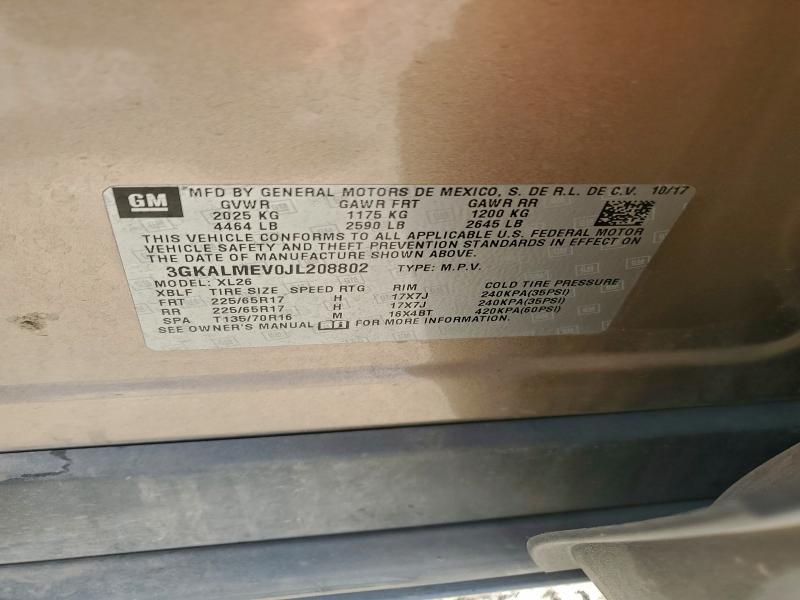 GM MFD BY GENERAL MOTORS DE MEXICO, S. DE R.L. DE C.V. 10/17
GVWR GAWR FRT GAWR RR
2025 KG 1175 KG 1200 KG
4464 LB 2590 LB 2645 LB
THIS VEHICLE CONFORMS TO ALL APPLICABLE U.S. FEDERAL MOTOR
VEHICLE SAFETY AND THEFT PREVENTION STANDARDS IN EFFECT ON
THE DATE OF MANUFACTURE SHOWN ABOVE.
3GKALMEV0JL208802 TYPE: M.P.V.
MODEL: XL26
XBLF TIRE SIZE SPEED RTG RIM COLD TIRE PRESSURE
FRT 225/65R17 H 17X7J 240KPA(35PSI)
RR 225/65R17 H 17X7J 240KPA(35PSI)
SPA T135/70R16 M 16X4BT 420KPA(60PSI)
SEE OWNER'S MANUAL FOR MORE INFORMATION.